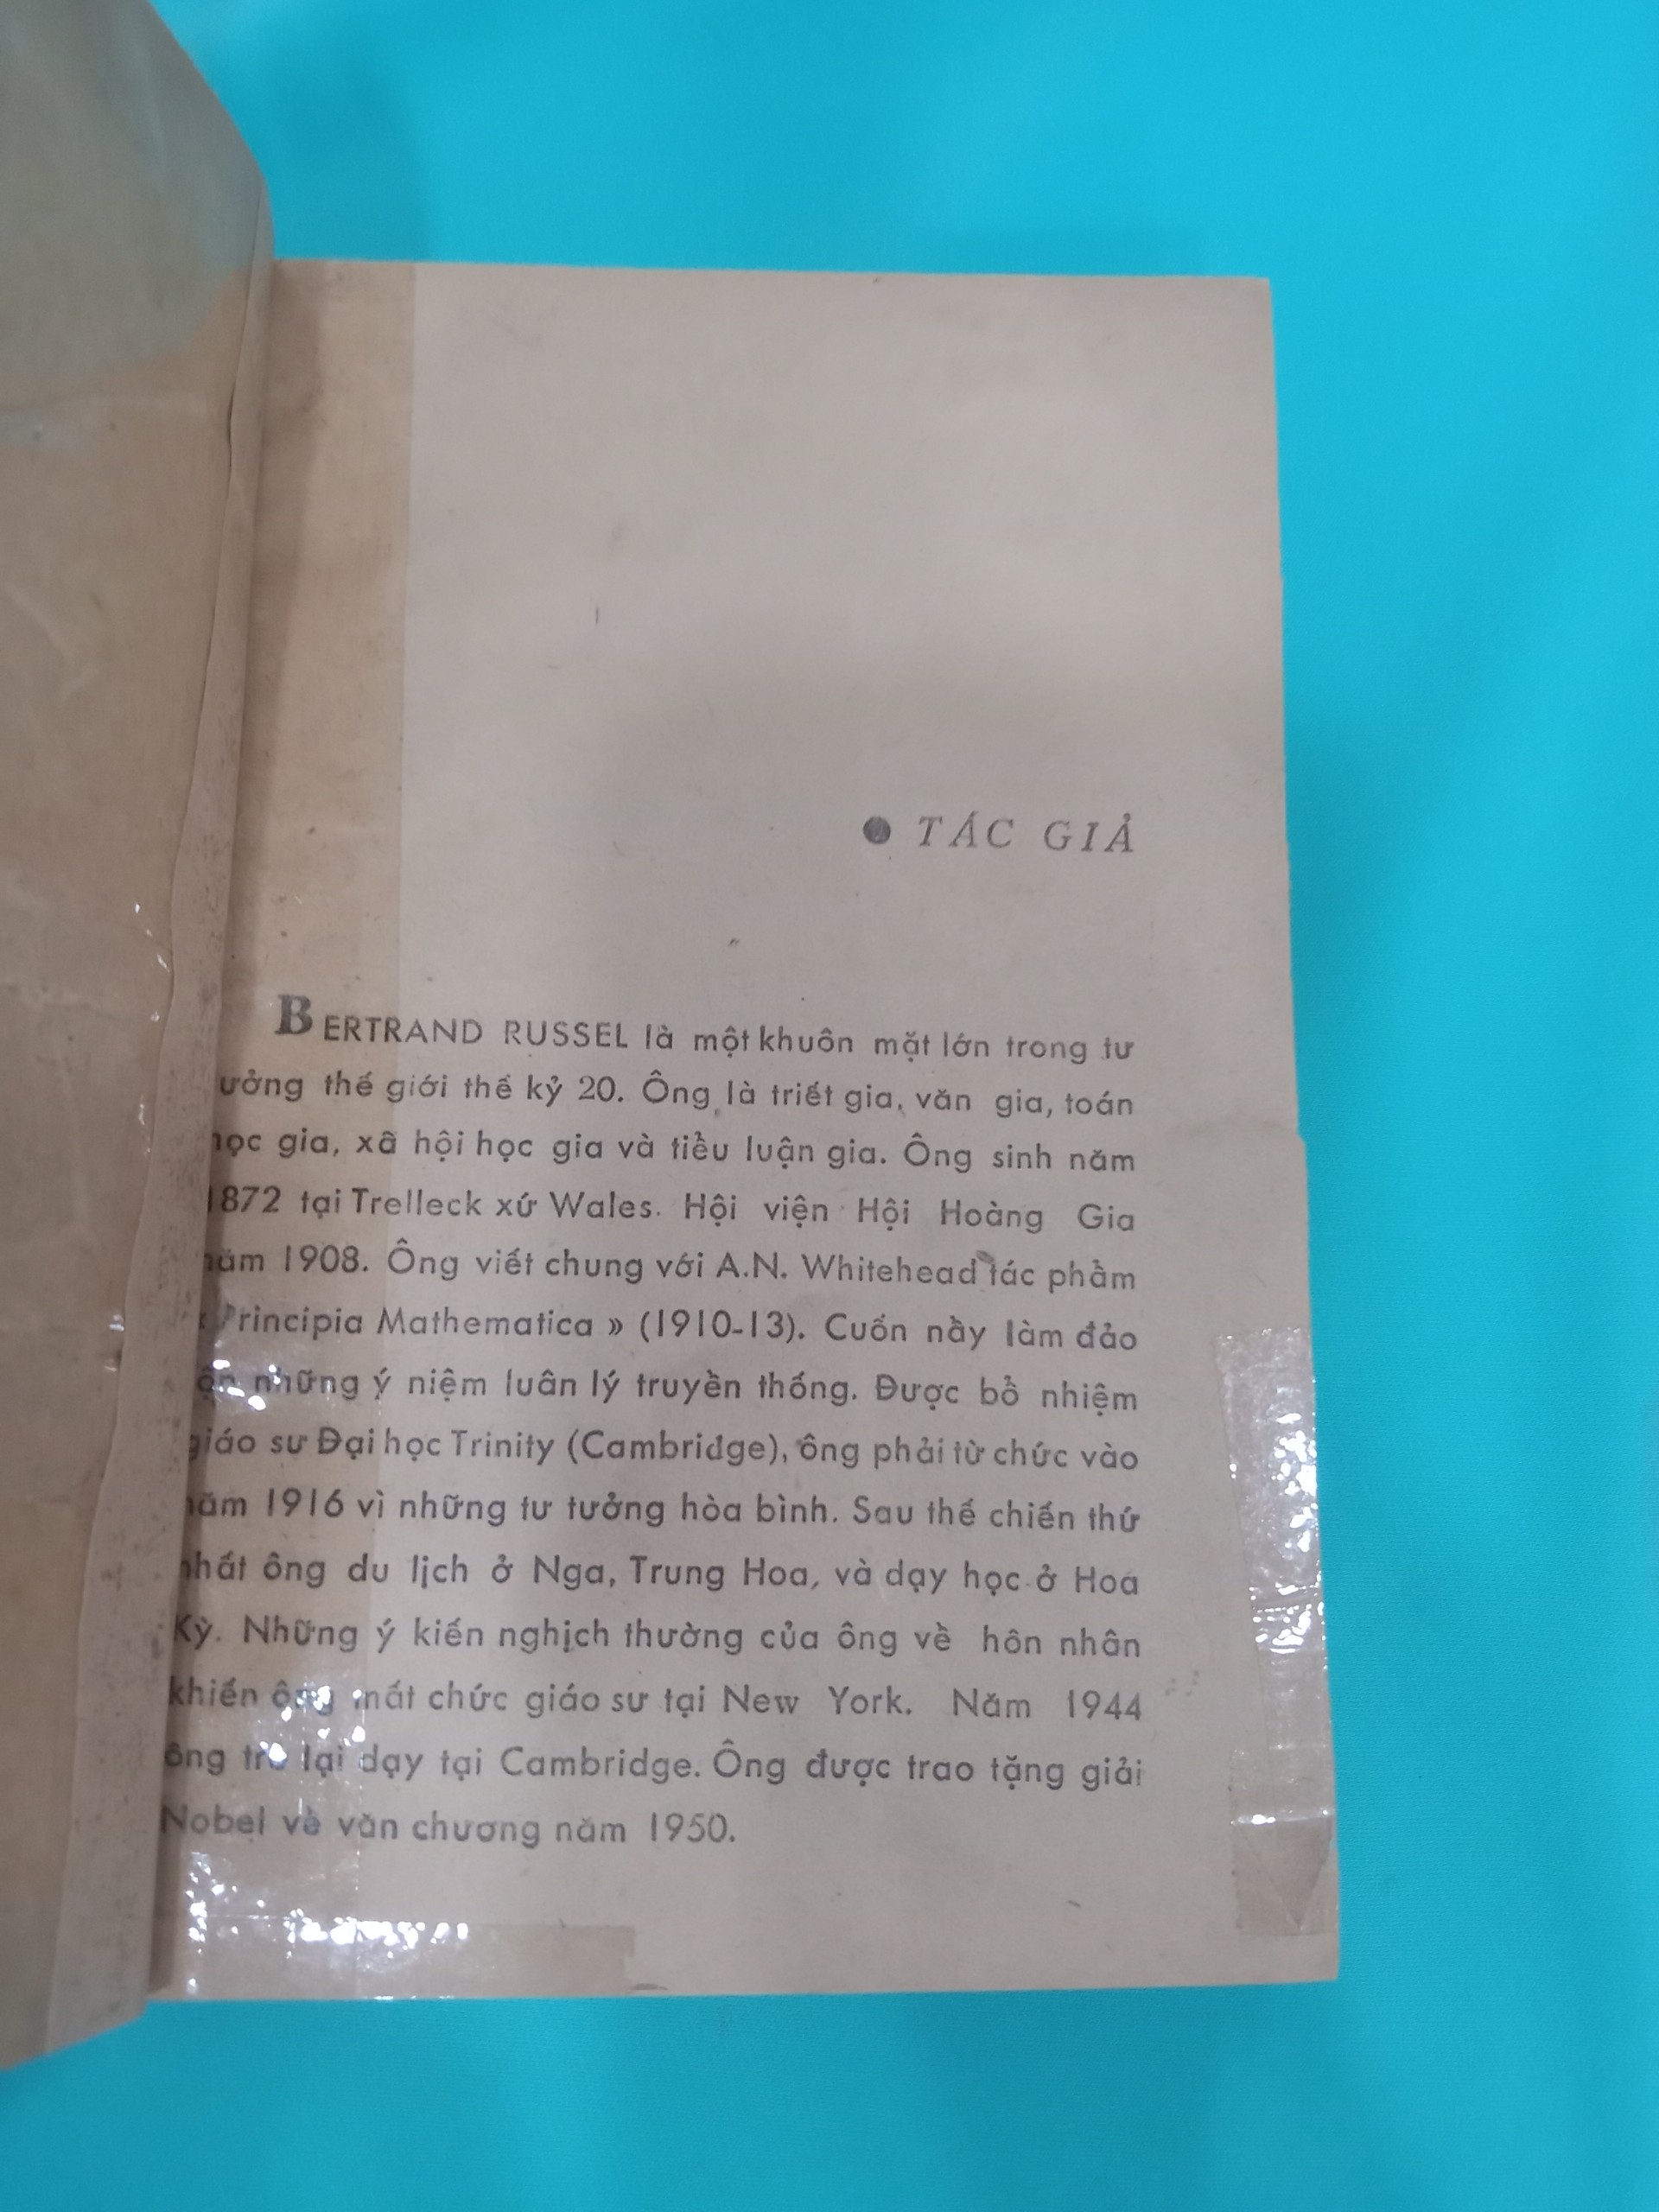 ● TÁC GIẢ
BERTRAND RUSSEL là một khuôn mặt lớn trong tư
ưởng thế giới thế kỷ 20. Ông là triết gia, văn gia, toán
học gia, xã hội học gia và tiểu luận gia. Ông sinh năm
1872 tại Trelleck xứ Wales. Hội viện Hội Hoàng Gia
năm 1908. Ông viết chung với A.N. Whitehead tác phẩm
« Principia Mathematica » (1910-13). Cuốn nầy làm đảo
ộn những ý niệm luân lý truyền thống. Được bổ nhiệm
giáo sư Đại học Trinity (Cambridge), ông phải từ chức vào
năm 1916 vì những tư tưởng hòa bình. Sau thế chiến thứ
nhất ông du lịch ở Nga, Trung Hoa, và dạy học ở Hoa
Kỳ. Những ý kiến nghịch thường của ông về hôn nhân
khiến ông mất chức giáo sư tại New York. Năm 1944
ông trở lại dạy tại Cambridge. Ông được trao tặng giải
Nobel về văn chương năm 1950.